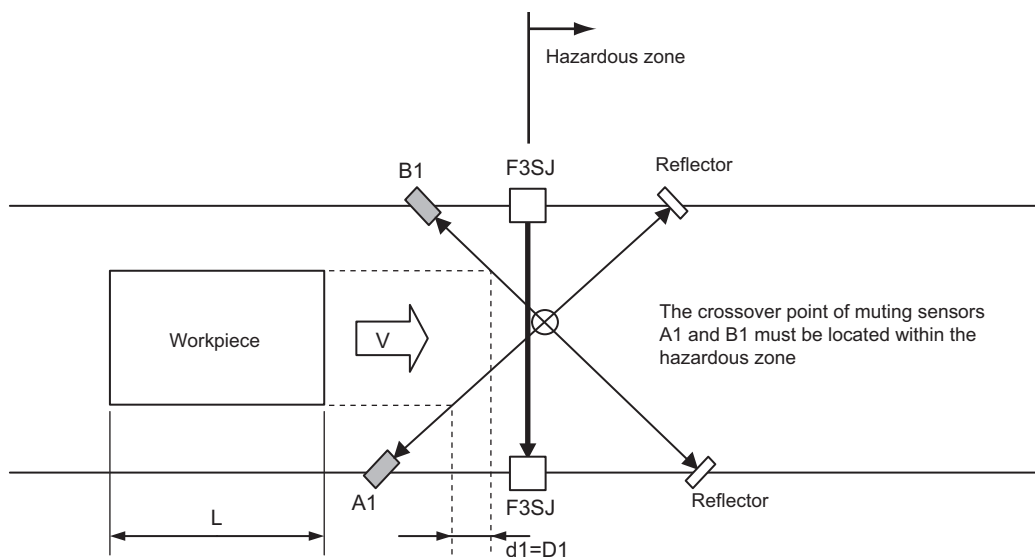 Hazardous zone
B1
F3SJ
Reflector
Workpiece
V
The crossover point of muting sensors
A1 and B1 must be located within the
hazardous zone
A1
F3SJ
Reflector
L
d1=D1